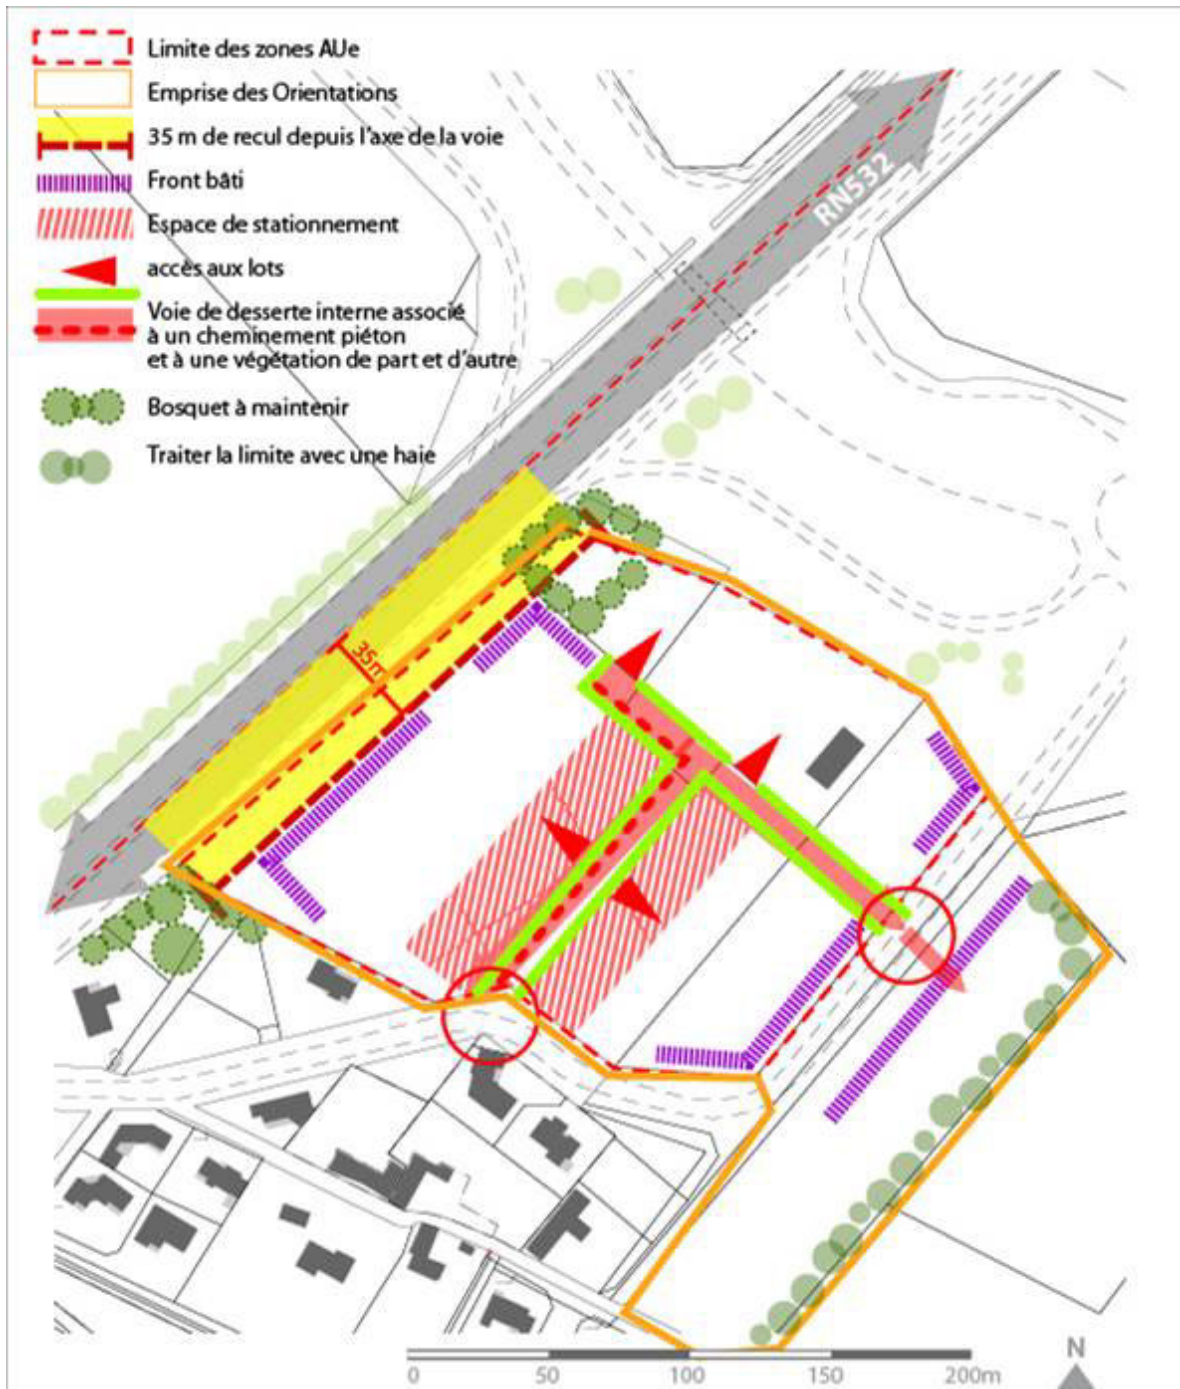 Limite des zones AUe
Emprise des Orientations
35 m de recul depuis l'axe de la voie
Front bâti
Espace de stationnement
accès aux lots
Voie de desserte interne associé
à un cheminement piéton
et à une végétation de part et d'autre
Bosquet à maintenir
Traiter la limite avec une haie
RN532
35m
N
0 50 100 150 200m